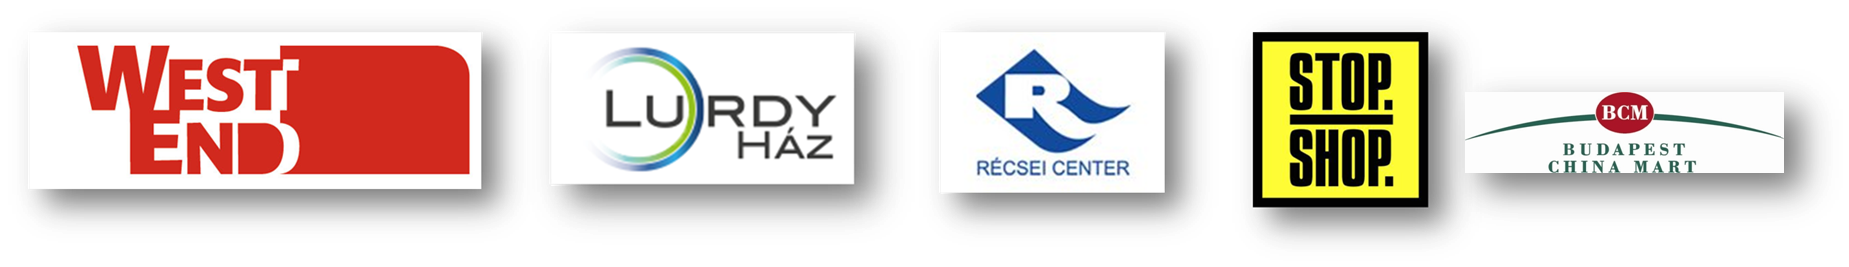 WEST
END
LURDY
HÁZ
R
RÉCSEI CENTER
STOP.
SHOP.
BCM
BUDAPEST
CHINA MART